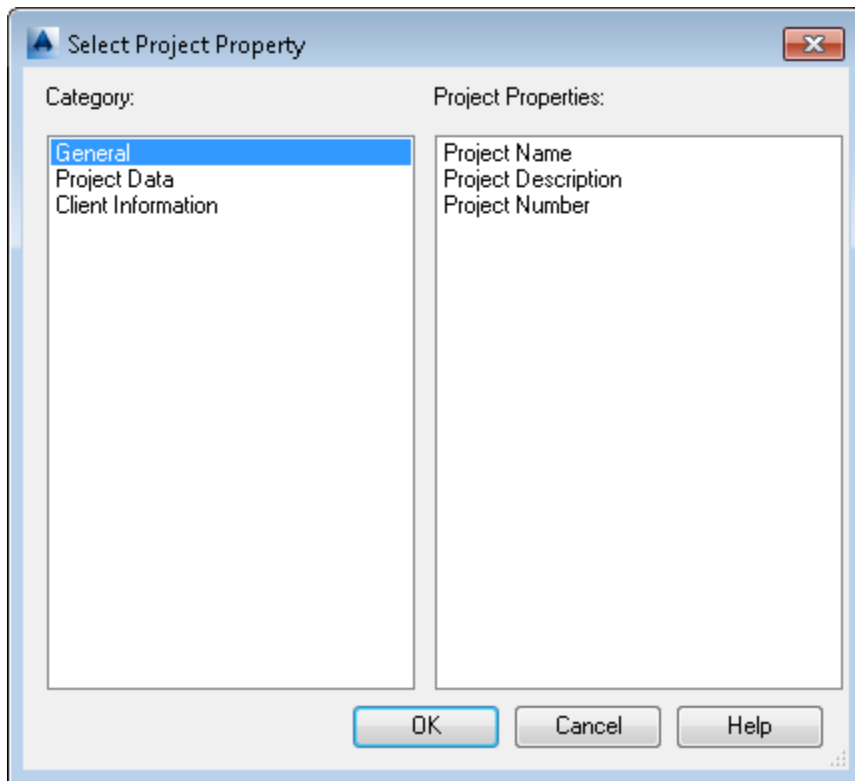 Select Project Property
Category:
Project Properties:
General
Project Data
Client Information
Project Name
Project Description
Project Number
OK
Cancel
Help